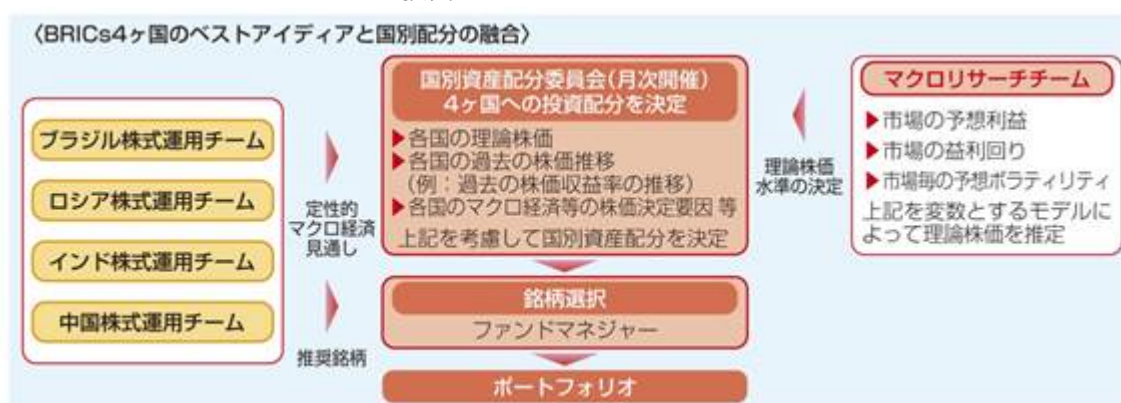 〈BRICs4ヶ国のベストアイディアと国別配分の融合〉
ブラジル株式運用チーム
ロシア株式運用チーム
インド株式運用チーム
中国株式運用チーム
定性的
マクロ経済
見通し
推奨銘柄
国別資産配分委員会(月次開催)
4ヶ国への投資配分を決定
▶各国の理論株価
▶各国の過去の株価推移
(例:過去の株価収益率の推移)
▶各国のマクロ経済等の株価決定要因 等
上記を考慮して国別資産配分を決定
銘柄選択
ファンドマネジャー
ポートフォリオ
理論株価
水準の決定
マクロリサーチチーム
▶市場の予想利益
▶市場の益利回り
▶市場毎の予想ボラティリティ
上記を変数とするモデルに
よって理論株価を推定